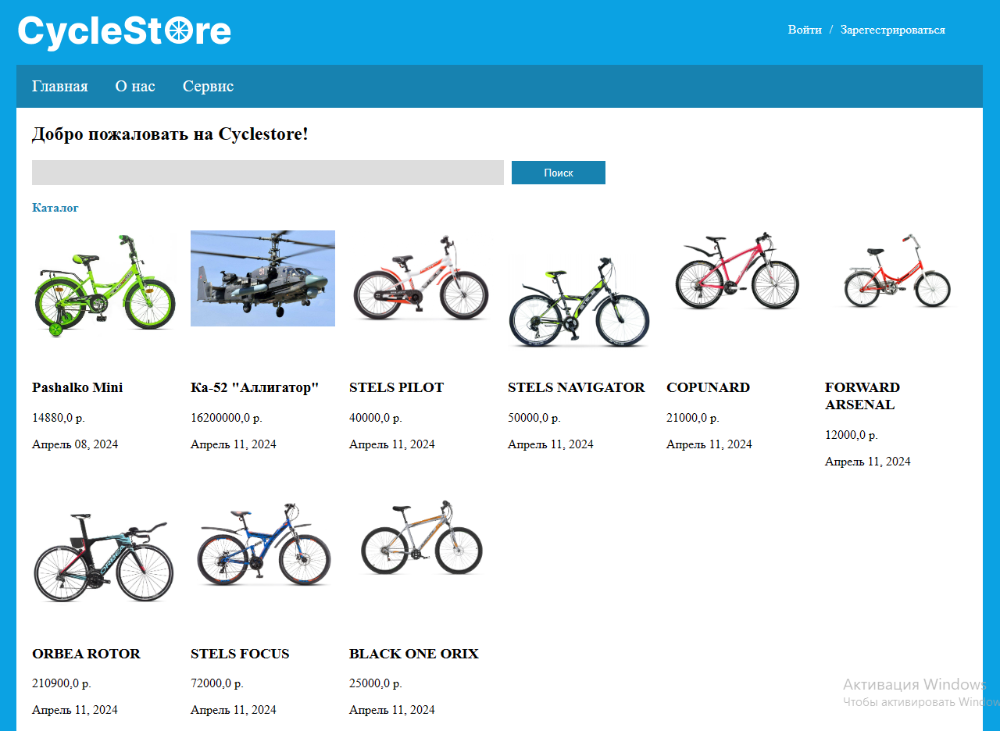 CycleStore
Войти / Зарегестрироваться
Главная О нас Сервис
Добро пожаловать на Cyclestore!
Поиск
Каталог
Pashalko Mini
14880,0 р.
Апрель 08, 2024
Ка-52 "Аллигатор"
16200000,0 р.
Апрель 11, 2024
STELS PILOT
40000,0 р.
Апрель 11, 2024
STELS NAVIGATOR
50000,0 р.
Апрель 11, 2024
COPUNARD
21000,0 р.
Апрель 11, 2024
FORWARD
ARSENAL
12000,0 р.
Апрель 11, 2024
ORBEA ROTOR
210900,0 р.
Апрель 11, 2024
STELS FOCUS
72000,0 р.
Апрель 11, 2024
BLACK ONE ORIX
25000,0 р.
Апрель 11, 2024
Активация Windows
Чтобы активировать Window